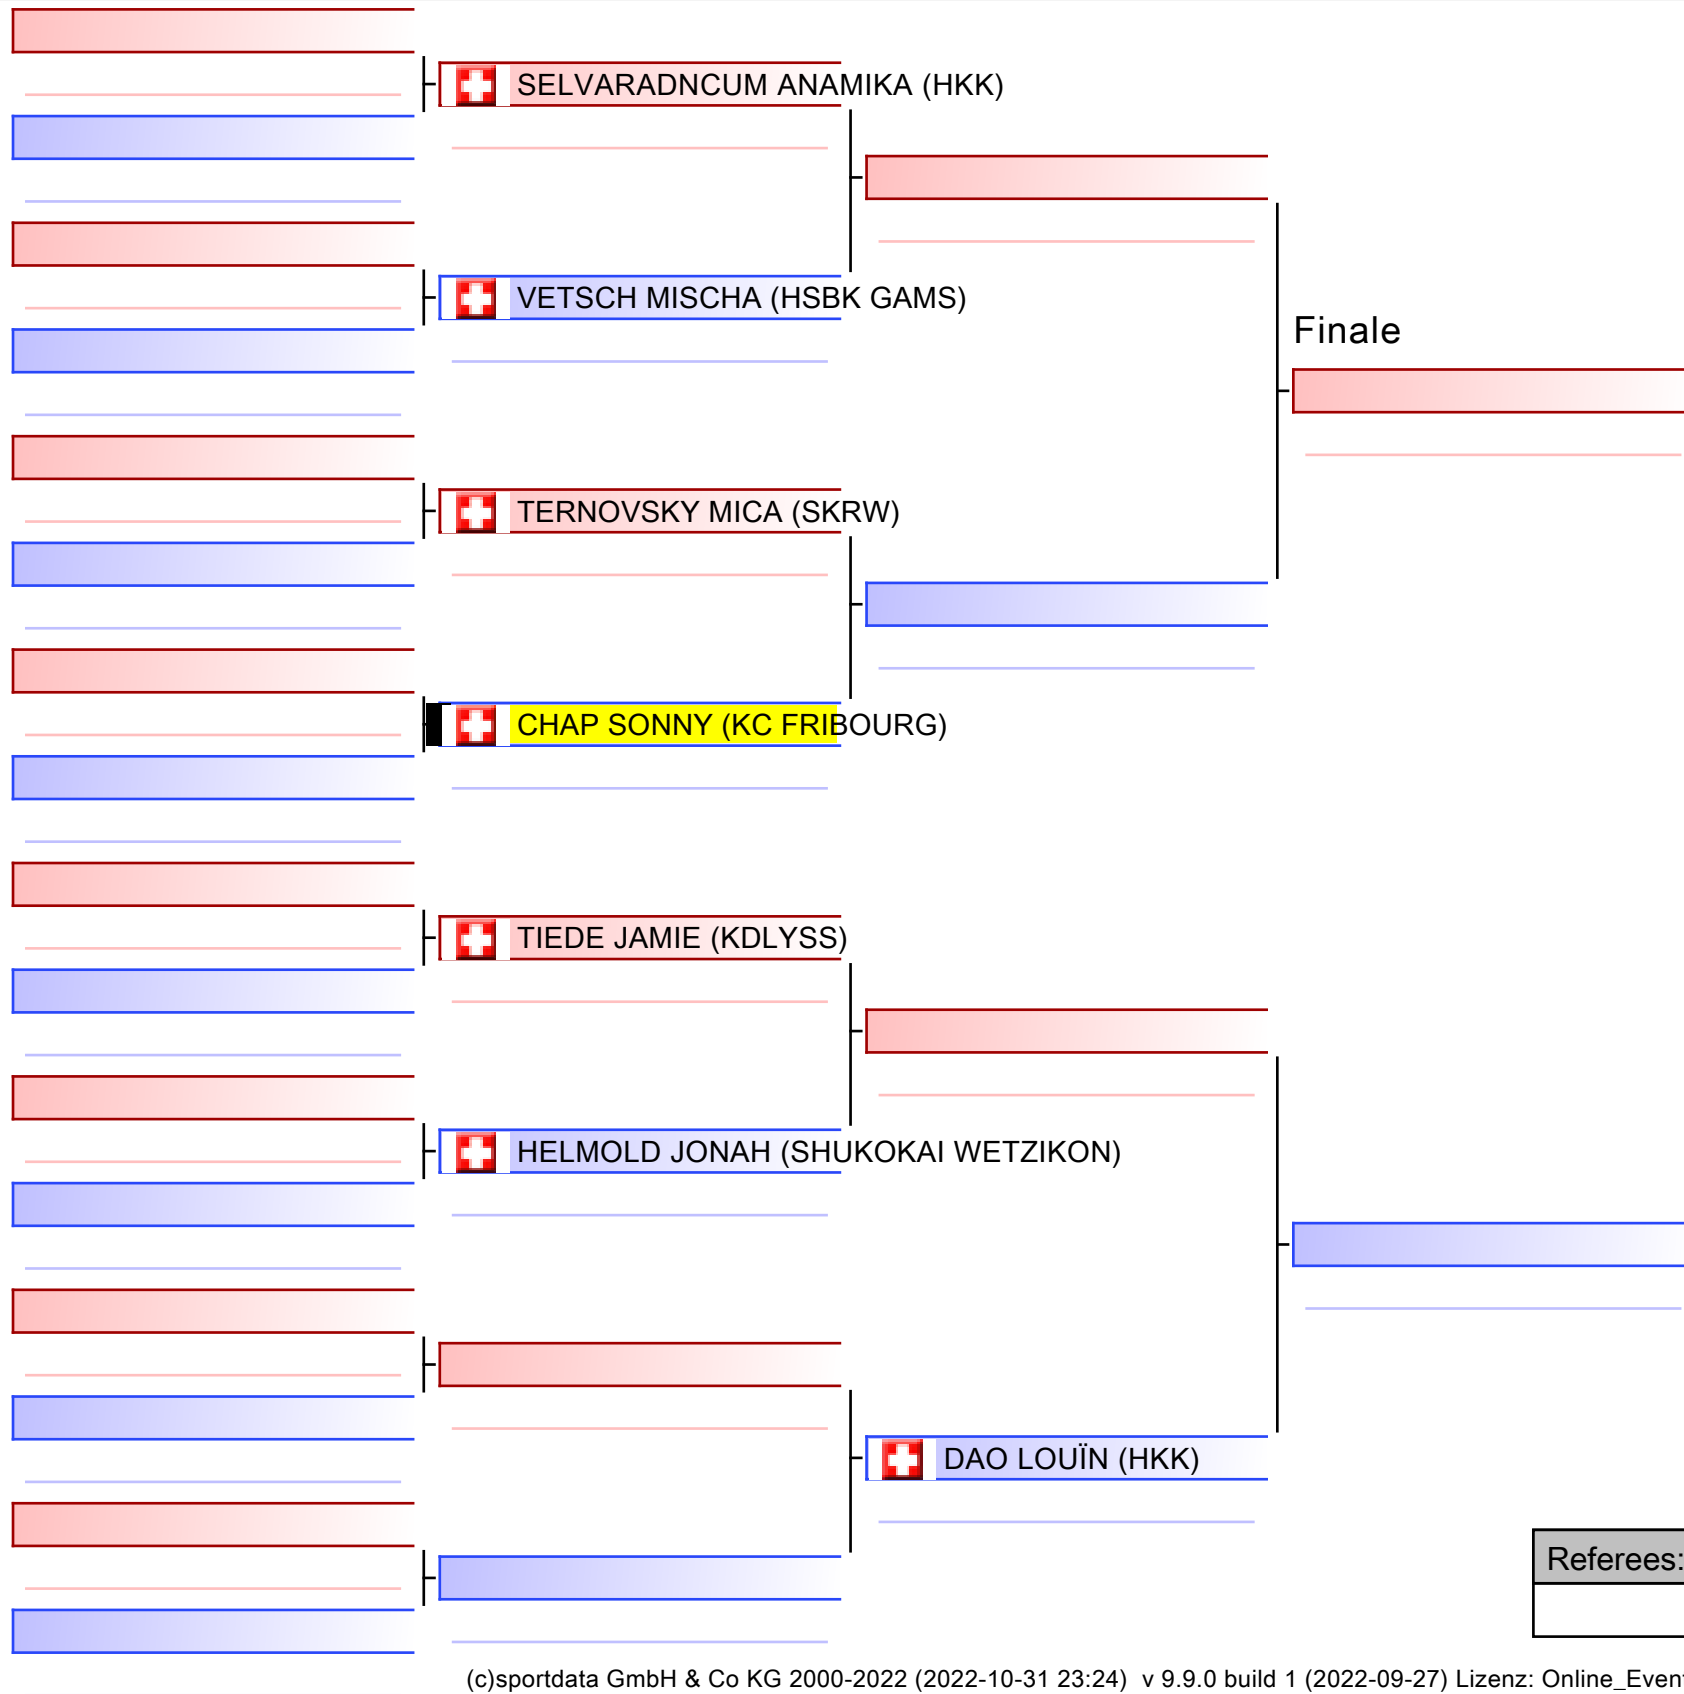 SELVARADNCUM ANAMIKA (HKK)
VETSCH MISCHA (HSBK GAMS)
Finale
TERNOVSKY MICA (SKRW)
CHAP SONNY (KC FRIBOURG)
TIEDE JAMIE (KDLYSS)
HELMOLD JONAH (SHUKOKAI WETZIKON)
DAO LOUÏN (HKK)
Referees:
(c)sportdata GmbH & Co KG 2000-2022 (2022-10-31 23:24) v 9.9.0 build 1 (2022-09-27) Lizenz: Online_Event